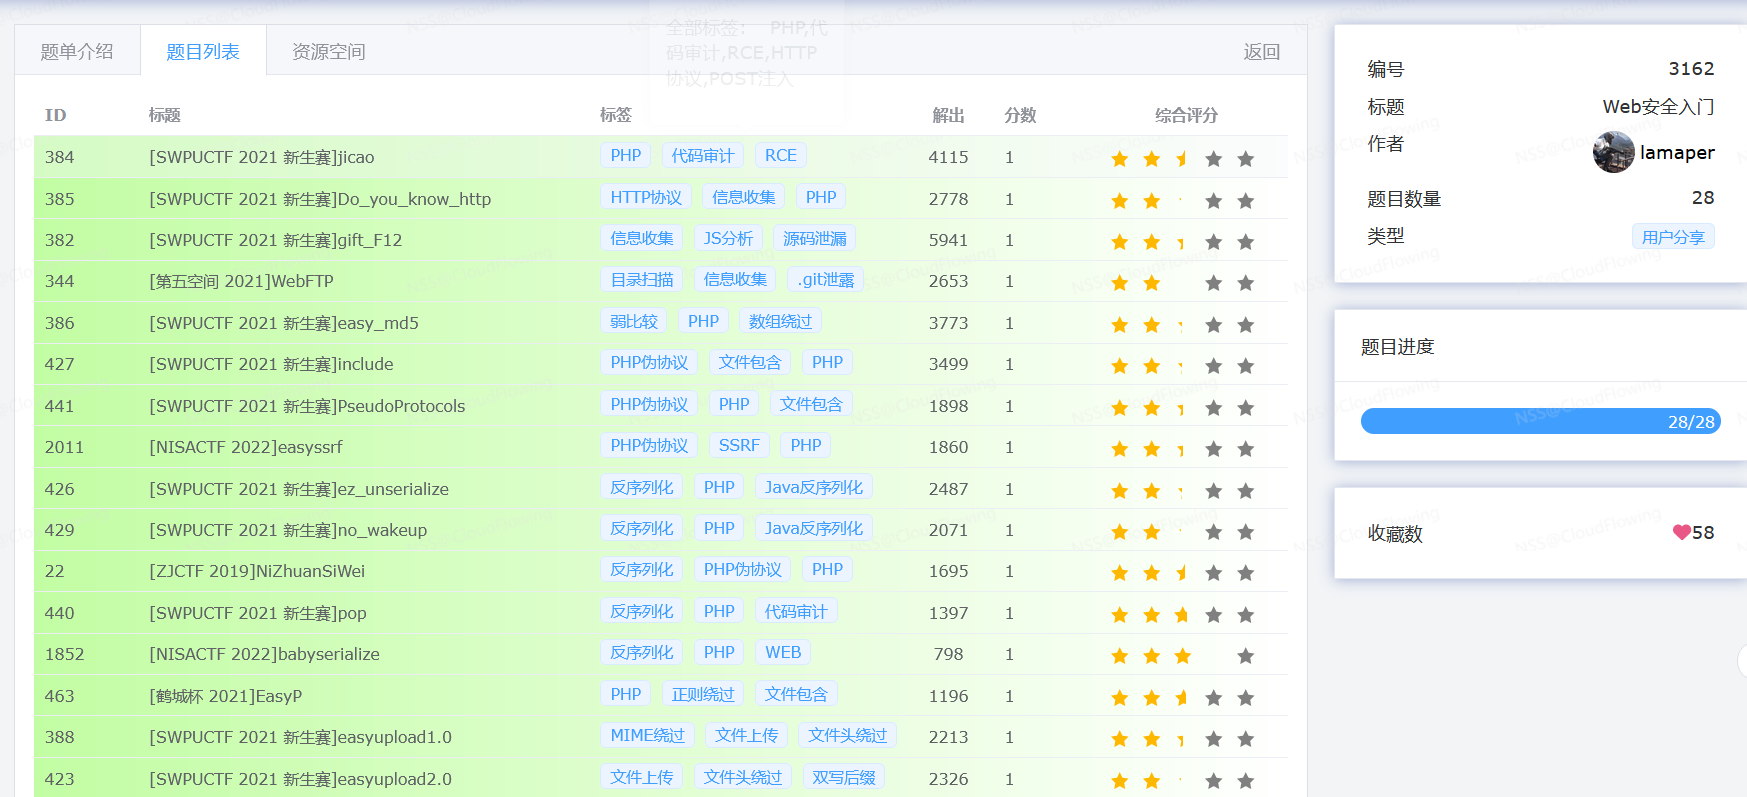 全部标签： PHP,代
码审计,RCE,HTTP
协议,POST注入
题单介绍 题目列表 资源空间 返回
ID 标题 标签 解出 分数 综合评分
384 [SWPUCTF 2021 新生赛]jicao PHP 代码审计 RCE 4115 1
385 [SWPUCTF 2021 新生赛]Do_you_know_http HTTP协议 信息收集 PHP 2778 1
382 [SWPUCTF 2021 新生赛]gift_F12 信息收集 JS分析 源码泄漏 5941 1
344 [第五空间 2021]WebFTP 目录扫描 信息收集 .git泄露 2653 1
386 [SWPUCTF 2021 新生赛]easy_md5 弱比较 PHP 数组绕过 3773 1
427 [SWPUCTF 2021 新生赛]include PHP伪协议 文件包含 PHP 3499 1
441 [SWPUCTF 2021 新生赛]PseudoProtocols PHP伪协议 PHP 文件包含 1898 1
2011 [NISACTF 2022]easyssrf PHP伪协议 SSRF PHP 1860 1
426 [SWPUCTF 2021 新生赛]ez_unserialize 反序列化 PHP Java反序列化 2487 1
429 [SWPUCTF 2021 新生赛]no_wakeup 反序列化 PHP Java反序列化 2071 1
22 [ZJCTF 2019]NiZhuanSiWei 反序列化 PHP伪协议 PHP 1695 1
440 [SWPUCTF 2021 新生赛]pop 反序列化 PHP 代码审计 1397 1
1852 [NISACTF 2022]babyserialize 反序列化 PHP WEB 798 1
463 [鹤城杯 2021]EasyP PHP 正则绕过 文件包含 1196 1
388 [SWPUCTF 2021 新生赛]easyupload1.0 MIME绕过 文件上传 文件头绕过 2213 1
423 [SWPUCTF 2021 新生赛]easyupload2.0 文件上传 文件头绕过 双写后缀 2326 1
编号 3162
标题 Web安全入门
作者 lamaper
题目数量 28
类型 用户分享
题目进度
28/28
收藏数 58
NSS@CloudFlowing